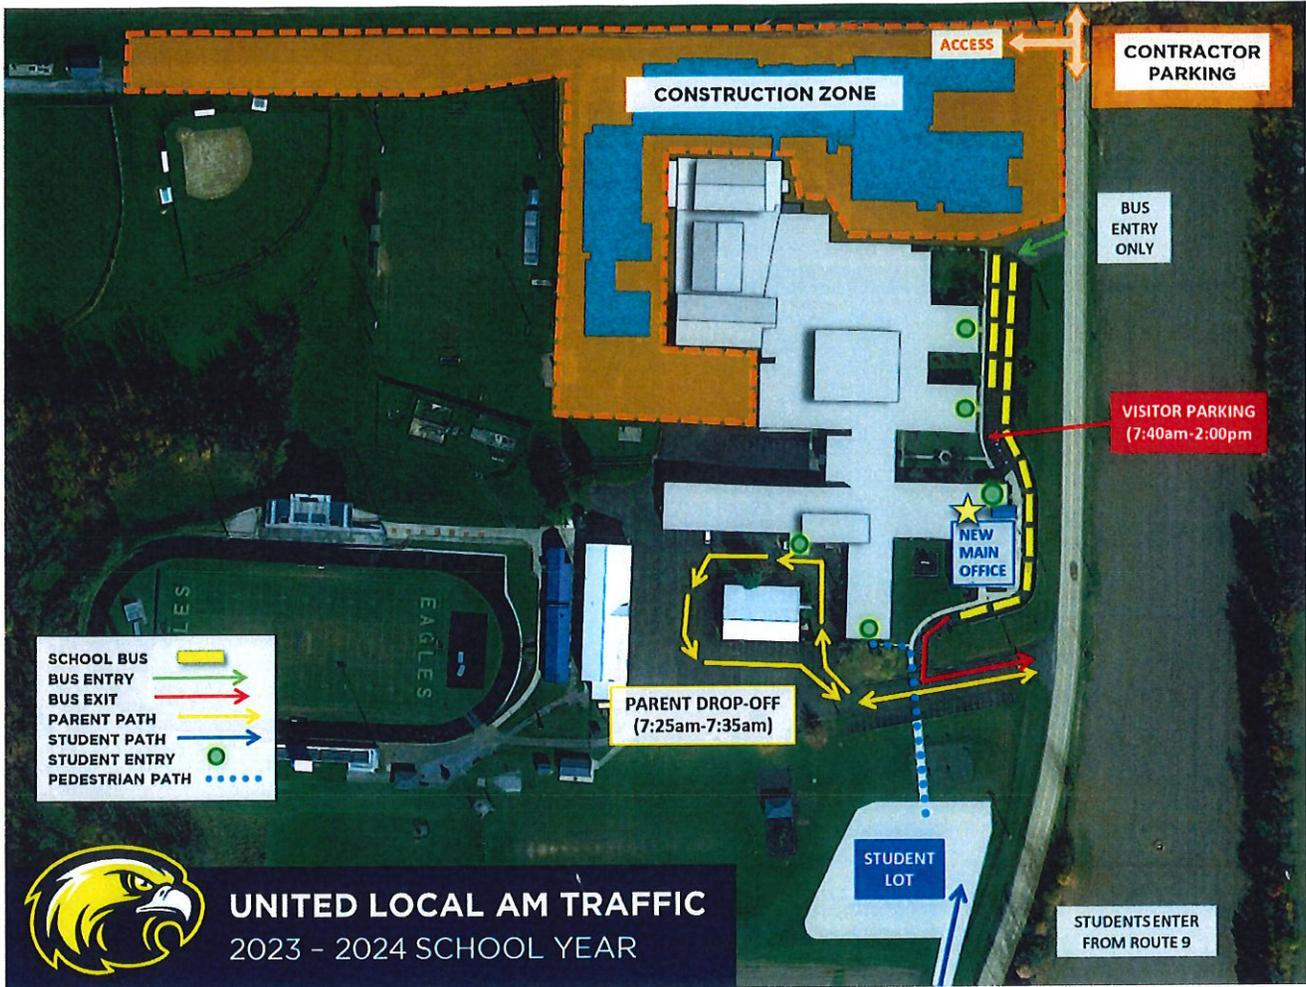 ACCESS
CONTRACTOR
PARKING
CONSTRUCTION ZONE
BUS
ENTRY
ONLY
VISITOR PARKING
(7:40am-2:00pm
NEW
MAIN
OFFICE
LES
EAGLES
SCHOOL BUS
BUS ENTRY
BUS EXIT
PARENT PATH
STUDENT PATH
STUDENT ENTRY
PEDESTRIAN PATH
PARENT DROP-OFF
(7:25am-7:35am)
STUDENT
LOT
STUDENTS ENTER
FROM ROUTE 9
UNITED LOCAL AM TRAFFIC
2023 – 2024 SCHOOL YEAR